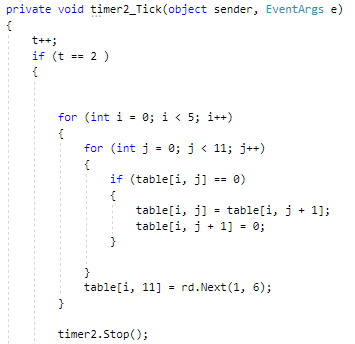 private void timer2_Tick(object sender, EventArgs e)
{
t++;
if (t == 2 )
{
for (int i = 0; i < 5; i++)
{
for (int j = 0; j < 11; j++)
{
if (table[i, j] == 0)
{
table[i, j] = table[i, j + 1];
table[i, j + 1] = 0;
}
}
table[i, 11] = rd.Next(1, 6);
}
timer2.Stop();